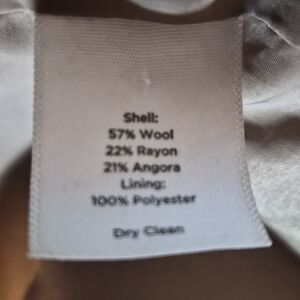 Shell:
57% Wool
22% Rayon
21% Angora
Lining:
100% Polyester
Dry Clean